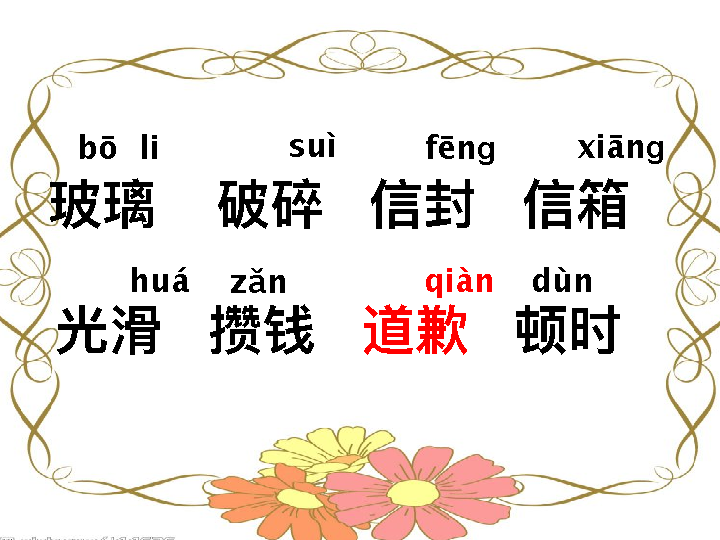 bō li suì fēng xiāng
玻璃 破碎 信封 信箱
huá zǎn qiàn dùn
光滑 攒钱 道歉 顿时